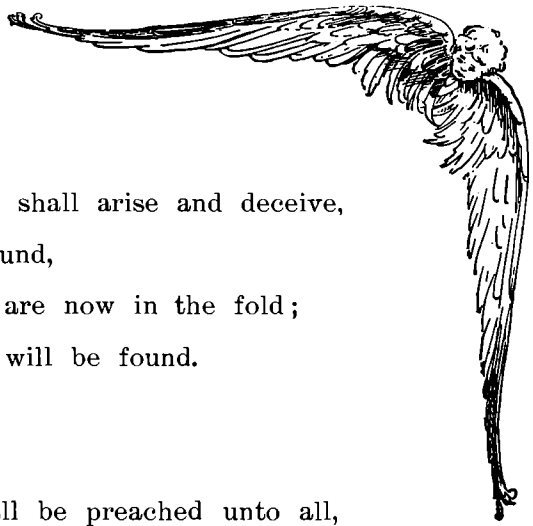 shall arise and deceive,
und,
are now in the fold;
will be found.
ll be preached unto all,